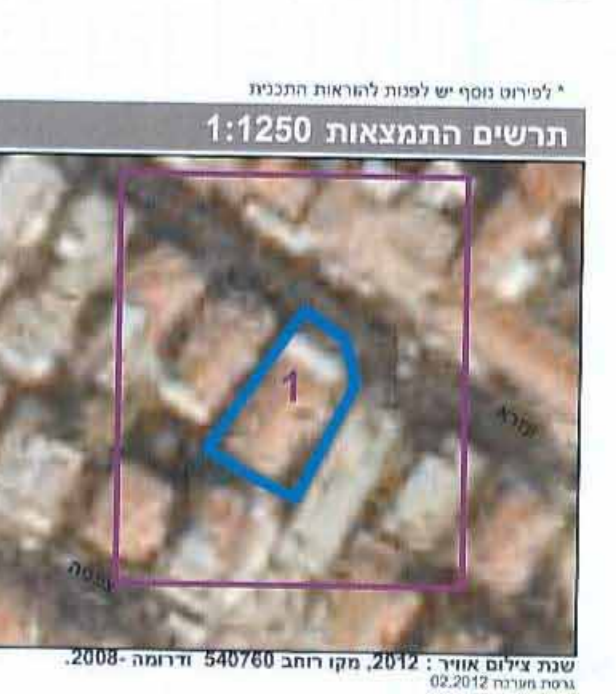 * לפירוט נוסף יש לפנות להוראות התכנית
תרשים התמצאות 1:1250
1
שנת צילום אוויר : 2012, מקו רוחב 540760 ודרומה -2008.
גרסת מערכת 02.2012